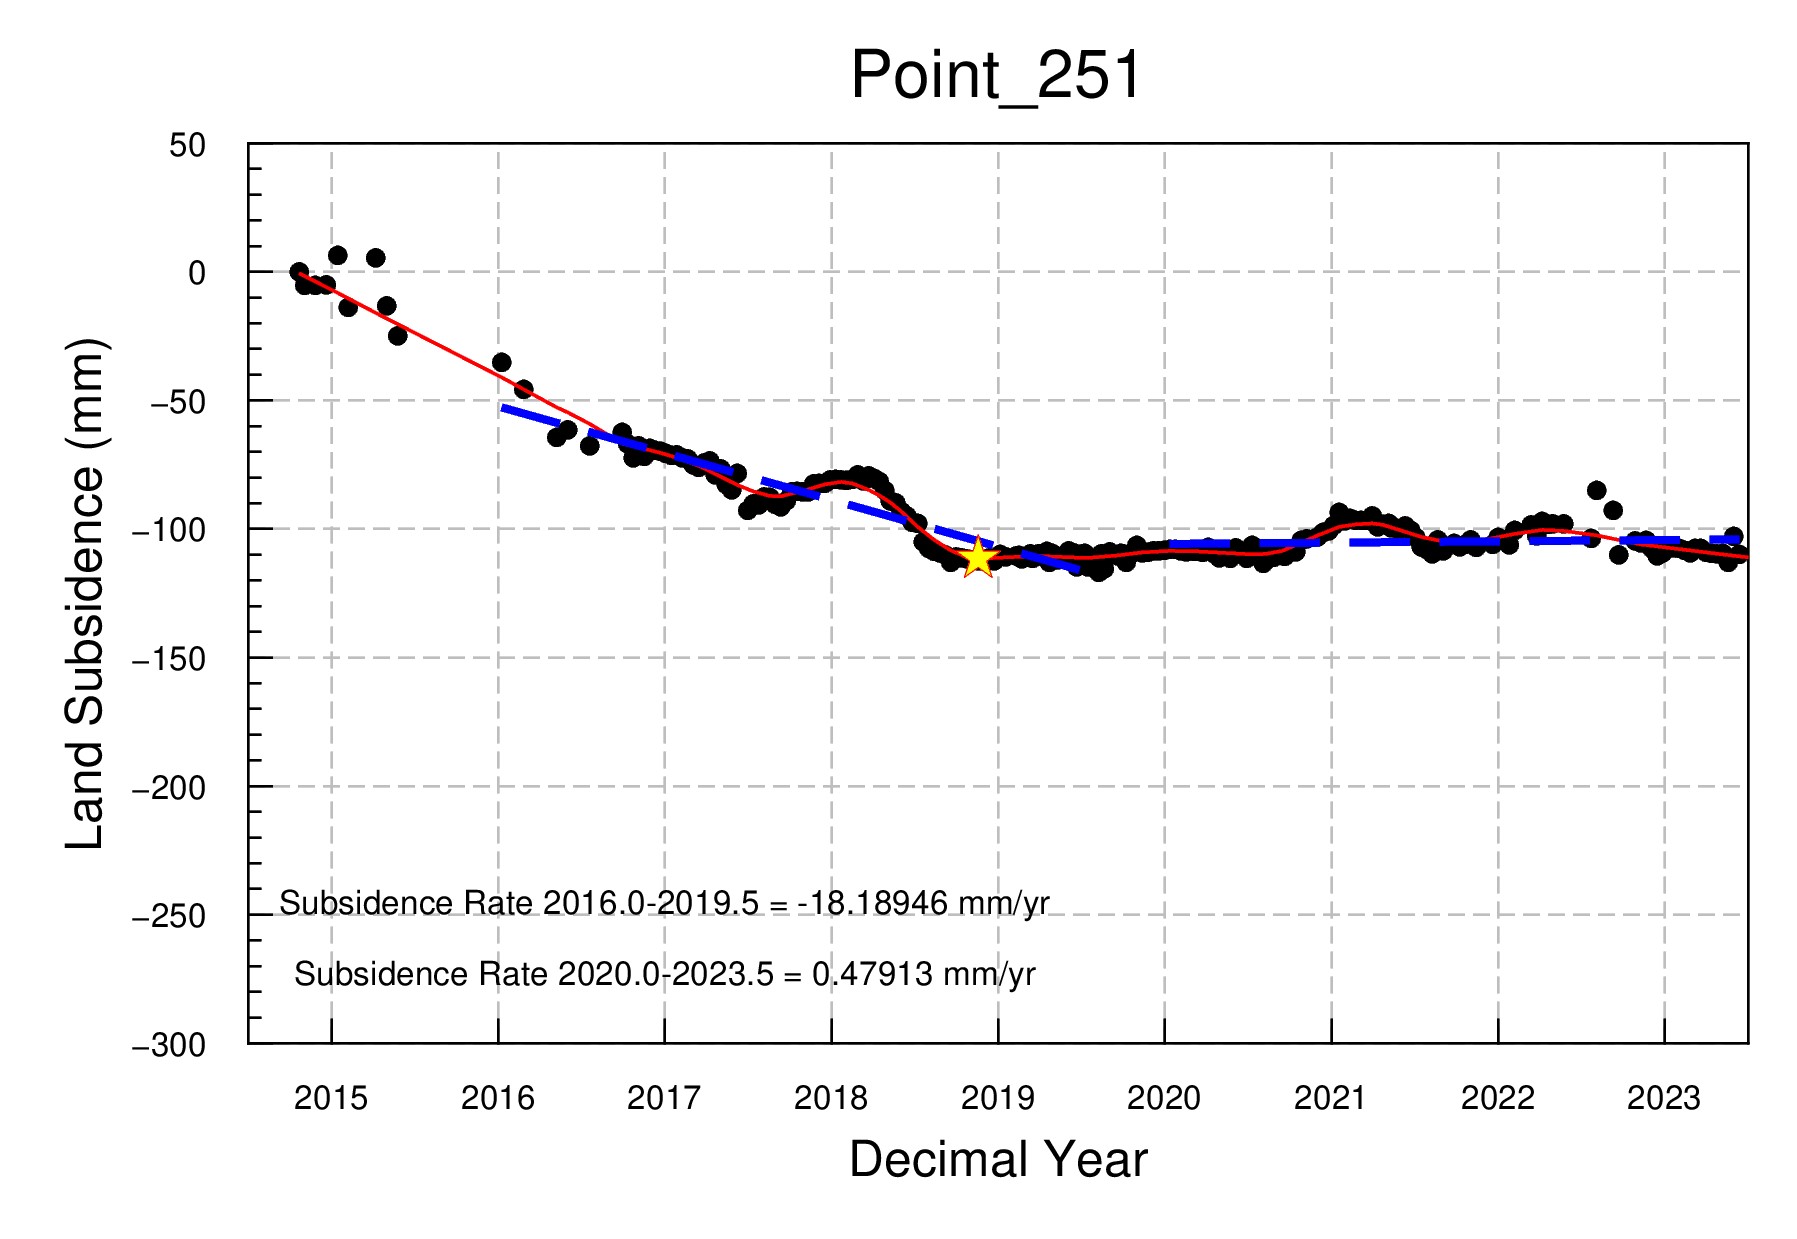 Point_251
50
0
−50
−100
−150
−200
−250
−300
Land Subsidence (mm)
Subsidence Rate 2016.0-2019.5 = -18.18946 mm/yr
Subsidence Rate 2020.0-2023.5 = 0.47913 mm/yr
2015 2016 2017 2018 2019 2020 2021 2022 2023
Decimal Year